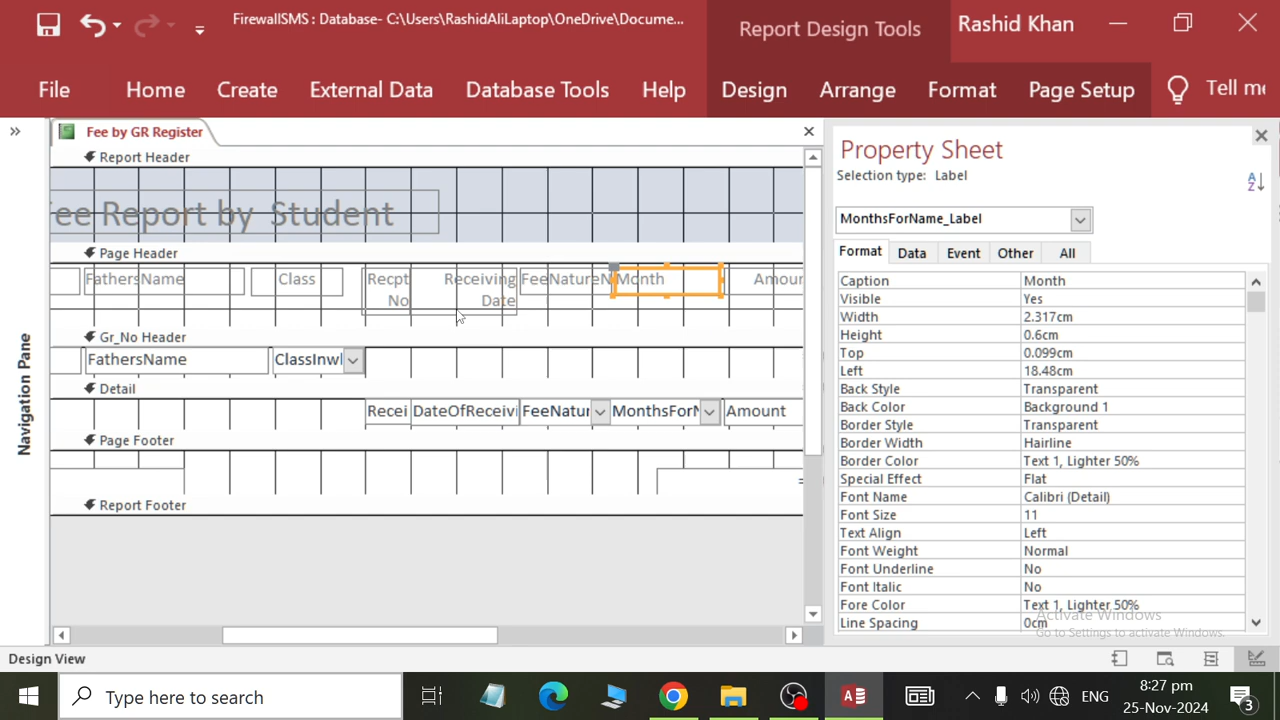 FirewallSMS : Database- C:\Users\RashidAliLaptop\OneDrive\Docume...
Report Design Tools
Rashid Khan
File Home Create External Data Database Tools Help Design Arrange Format Page Setup Tell me
Fee by GR Register
Report Header
Fee Report by Student
Page Header
FathersName Class Recpt No Receiving Date FeeNatureN Month Amour
Gr_No Header
FathersName ClassInwl
Detail
Recei DateOfReceivi FeeNatur MonthsForN Amount
Page Footer
=
Report Footer
Navigation Pane
Property Sheet
Selection type: Label
MonthsForName_Label
Format Data Event Other All
Caption Month
Visible Yes
Width 2.317cm
Height 0.6cm
Top 0.099cm
Left 18.48cm
Back Style Transparent
Back Color Background 1
Border Style Transparent
Border Width Hairline
Border Color Text 1, Lighter 50%
Special Effect Flat
Font Name Calibri (Detail)
Font Size 11
Text Align Left
Font Weight Normal
Font Underline No
Font Italic No
Fore Color Text 1, Lighter 50%
Line Spacing 0cm
Activate Windows
Go to Settings to activate Windows.
Design View
Type here to search
ENG
8:27 pm
25-Nov-2024
3